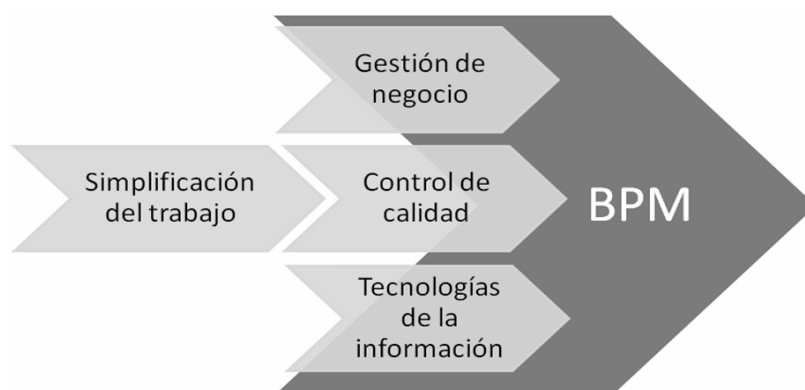 Gestión de
negocio
Simplificación
del trabajo
Control de
calidad
BPM
Tecnologías
de la
información